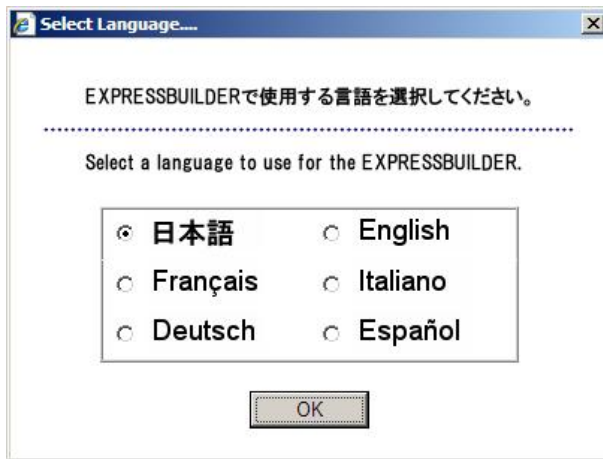 Select Language....
EXPRESSBUILDERで使用する言語を選択してください。
Select a language to use for the EXPRESSBUILDER.
日本語 English
Français Italiano
Deutsch Español
OK